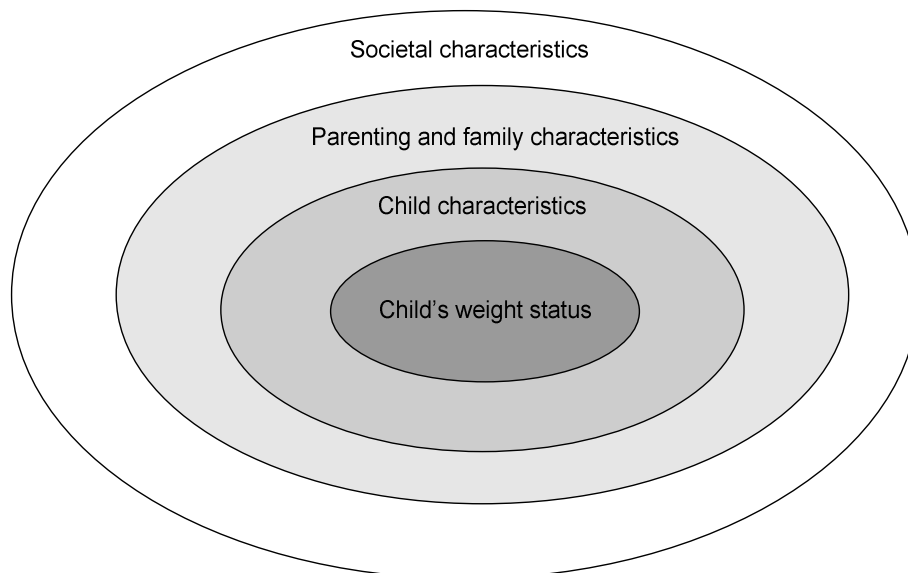 Societal characteristics
Parenting and family characteristics
Child characteristics
Child’s weight status